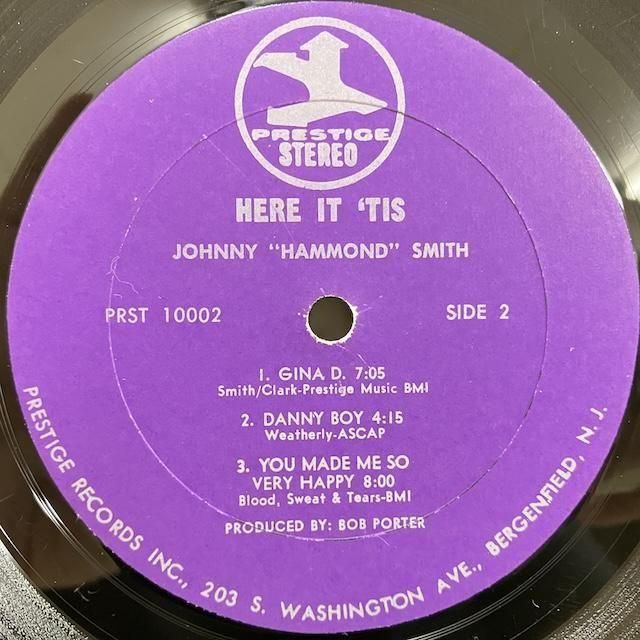 PRESTIGE
STEREO
HERE IT 'TIS
JOHNNY "HAMMOND" SMITH
PRST 10002
SIDE 2
1. GINA D. 7:05
Smith/Clark-Prestige Music BMI
2. DANNY BOY 4:15
Weatherly-ASCAP
3. YOU MADE ME SO
VERY HAPPY 8:00
Blood, Sweat & Tears-BMI
PRODUCED BY: BOB PORTER
PRESTIGE RECORDS INC., 203 S. WASHINGTON AVE., BERGENFIELD, N. J.